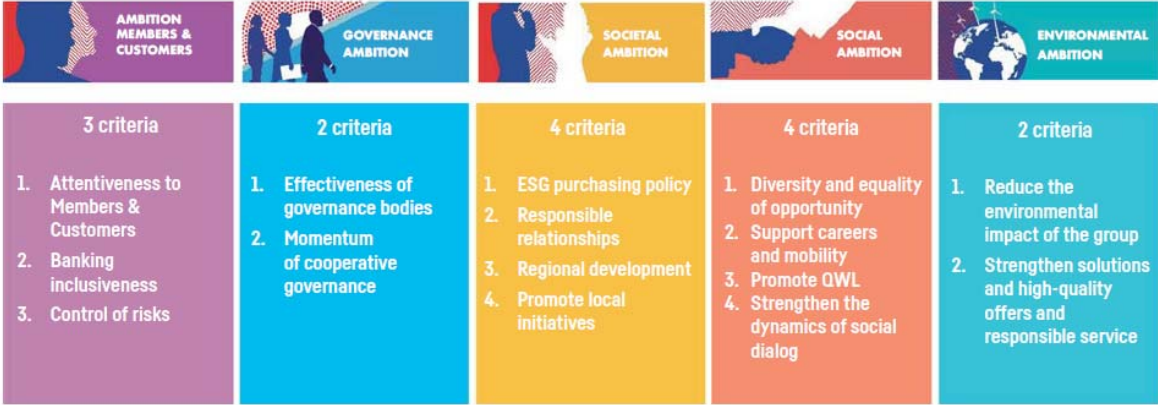 AMBITION
MEMBERS &
CUSTOMERS
GOVERNANCE
AMBITION
SOCIETAL
AMBITION
SOCIAL
AMBITION
ENVIRONMENTAL
AMBITION
3 criteria
1. Attentiveness to
Members &
Customers
2. Banking
inclusiveness
3. Control of risks
2 criteria
1. Effectiveness of
governance bodies
2. Momentum
of cooperative
governance
4 criteria
1. ESG purchasing policy
2. Responsible
relationships
3. Regional development
4. Promote local
initiatives
4 criteria
1. Diversity and equality
of opportunity
2. Support careers
and mobility
3. Promote QWL
4. Strengthen the
dynamics of social
dialog
2 criteria
1. Reduce the
environmental
impact of the group
2. Strengthen solutions
and high-quality
offers and
responsible service